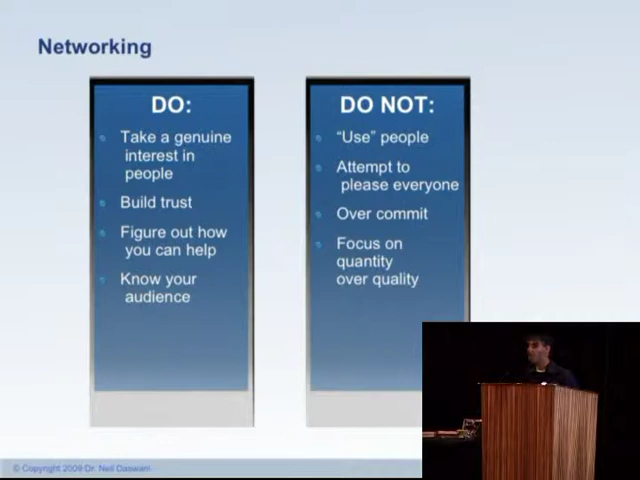 Networking
DO:
Take a genuine
interest in
people
Build trust
Figure out how
you can help
Know your
audience
DO NOT:
“Use” people
Attempt to
please everyone
Over commit
Focus on
quantity
over quality
© Copyright 2009 Dr. Neil Daswani